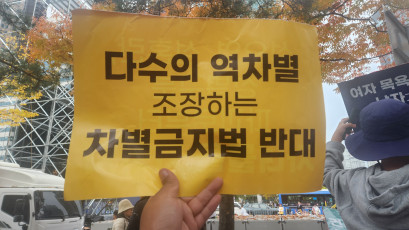 다수의 역차별
조장하는
차별금지법 반대
여자 목욕